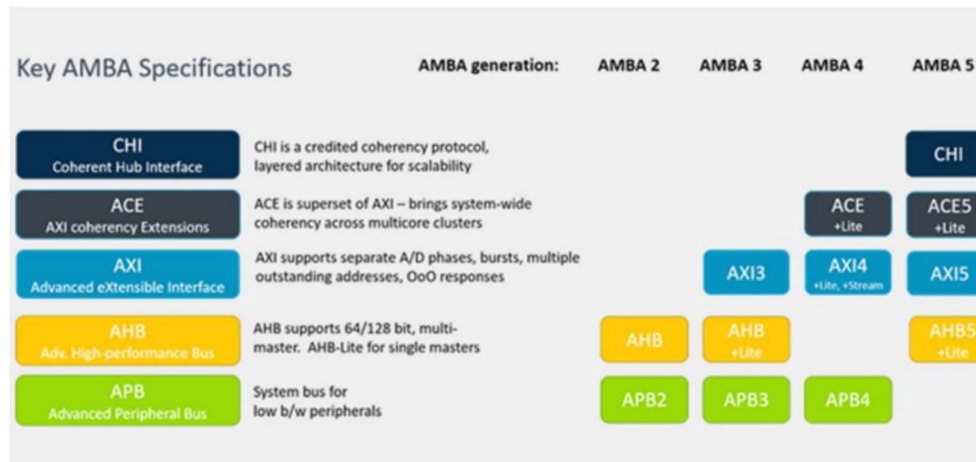 Key AMBA Specifications
AMBA generation:
AMBA 2
AMBA 3
AMBA 4
AMBA 5
CHI
Coherent Hub Interface
CHI is a credited coherency protocol,
layered architecture for scalability
CHI
ACE
AXI coherency Extensions
ACE is superset of AXI – brings system-wide
coherency across multicore clusters
ACE
+Lite
ACE5
+Lite
AXI
Advanced eXtensible Interface
AXI supports separate A/D phases, bursts, multiple
outstanding addresses, OoO responses
AXI3
AXI4
+Lite, +Stream
AXI5
AHB
Adv. High-performance Bus
AHB supports 64/128 bit, multi-
master. AHB-Lite for single masters
AHB
AHB
+Lite
AHB5
+Lite
APB
Advanced Peripheral Bus
System bus for
low b/w peripherals
APB2
APB3
APB4